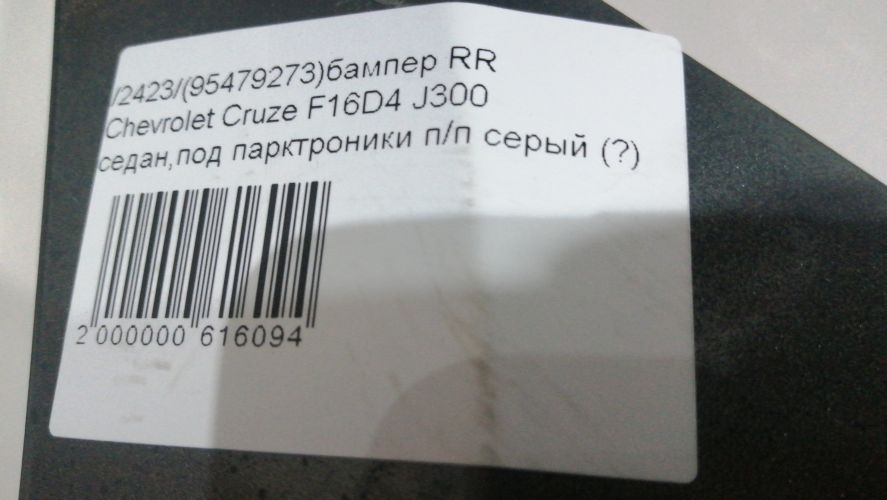 /2423/(95479273)бампер RR
Chevrolet Cruze F16D4 J300
седан,под парктроники п/п серый (?)
2 000000 616094